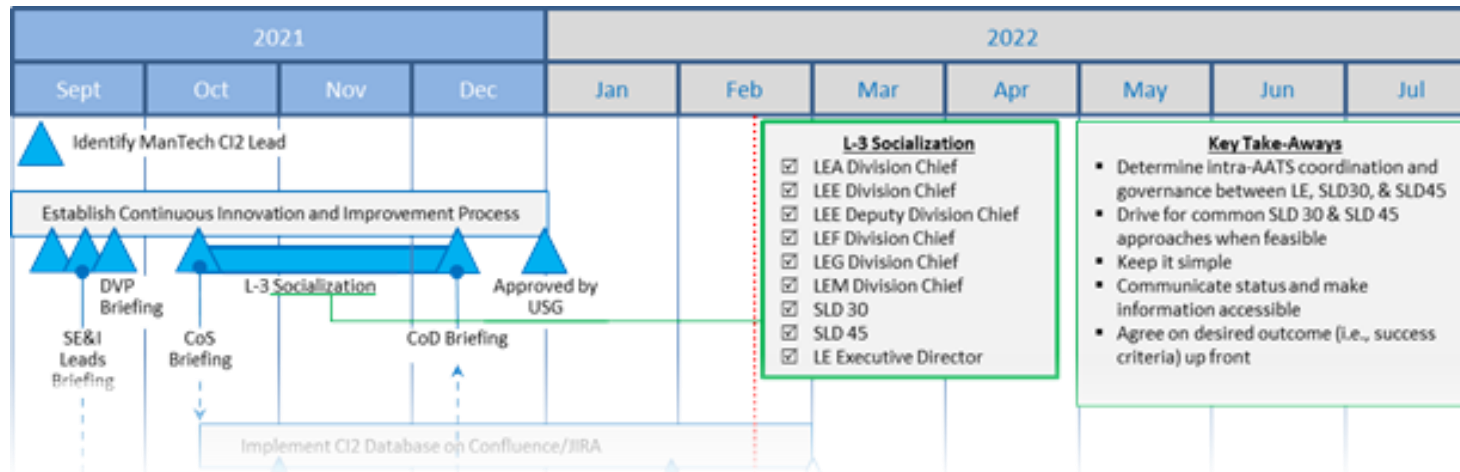 2021
2022
Sept
Oct
Nov
Dec
Jan
Feb
Mar
Apr
May
Jun
Jul
Identify ManTech CI2 Lead
Establish Continuous Innovation and Improvement Process
DVP
Briefing
L-3 Socialization
Approved by
USG
SE&I
Leads
Briefing
CoS
Briefing
CoD Briefing
Implement CI2 Database on Confluence/JIRA
L-3 Socialization
☑ LEA Division Chief
☑ LEE Division Chief
☑ LEE Deputy Division Chief
☑ LEF Division Chief
☑ LEG Division Chief
☑ LEM Division Chief
☑ SLD 30
☑ SLD 45
☑ LE Executive Director
Key Take-Aways
▪ Determine intra-AATS coordination and
governance between LE, SLD30, & SLD45
▪ Drive for common SLD 30 & SLD 45
approaches when feasible
▪ Keep it simple
▪ Communicate status and make
information accessible
▪ Agree on desired outcome (i.e., success
criteria) up front